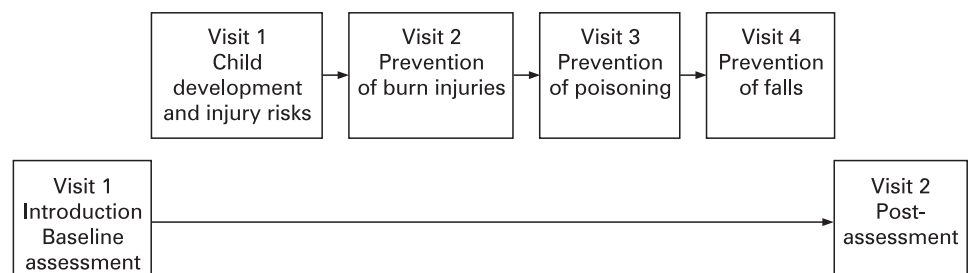 Visit 1
Child
development
and injury risks
Visit 2
Prevention
of burn injuries
Visit 3
Prevention
of poisoning
Visit 4
Prevention
of falls
Visit 1
Introduction
Baseline
assessment
Visit 2
Post-
assessment